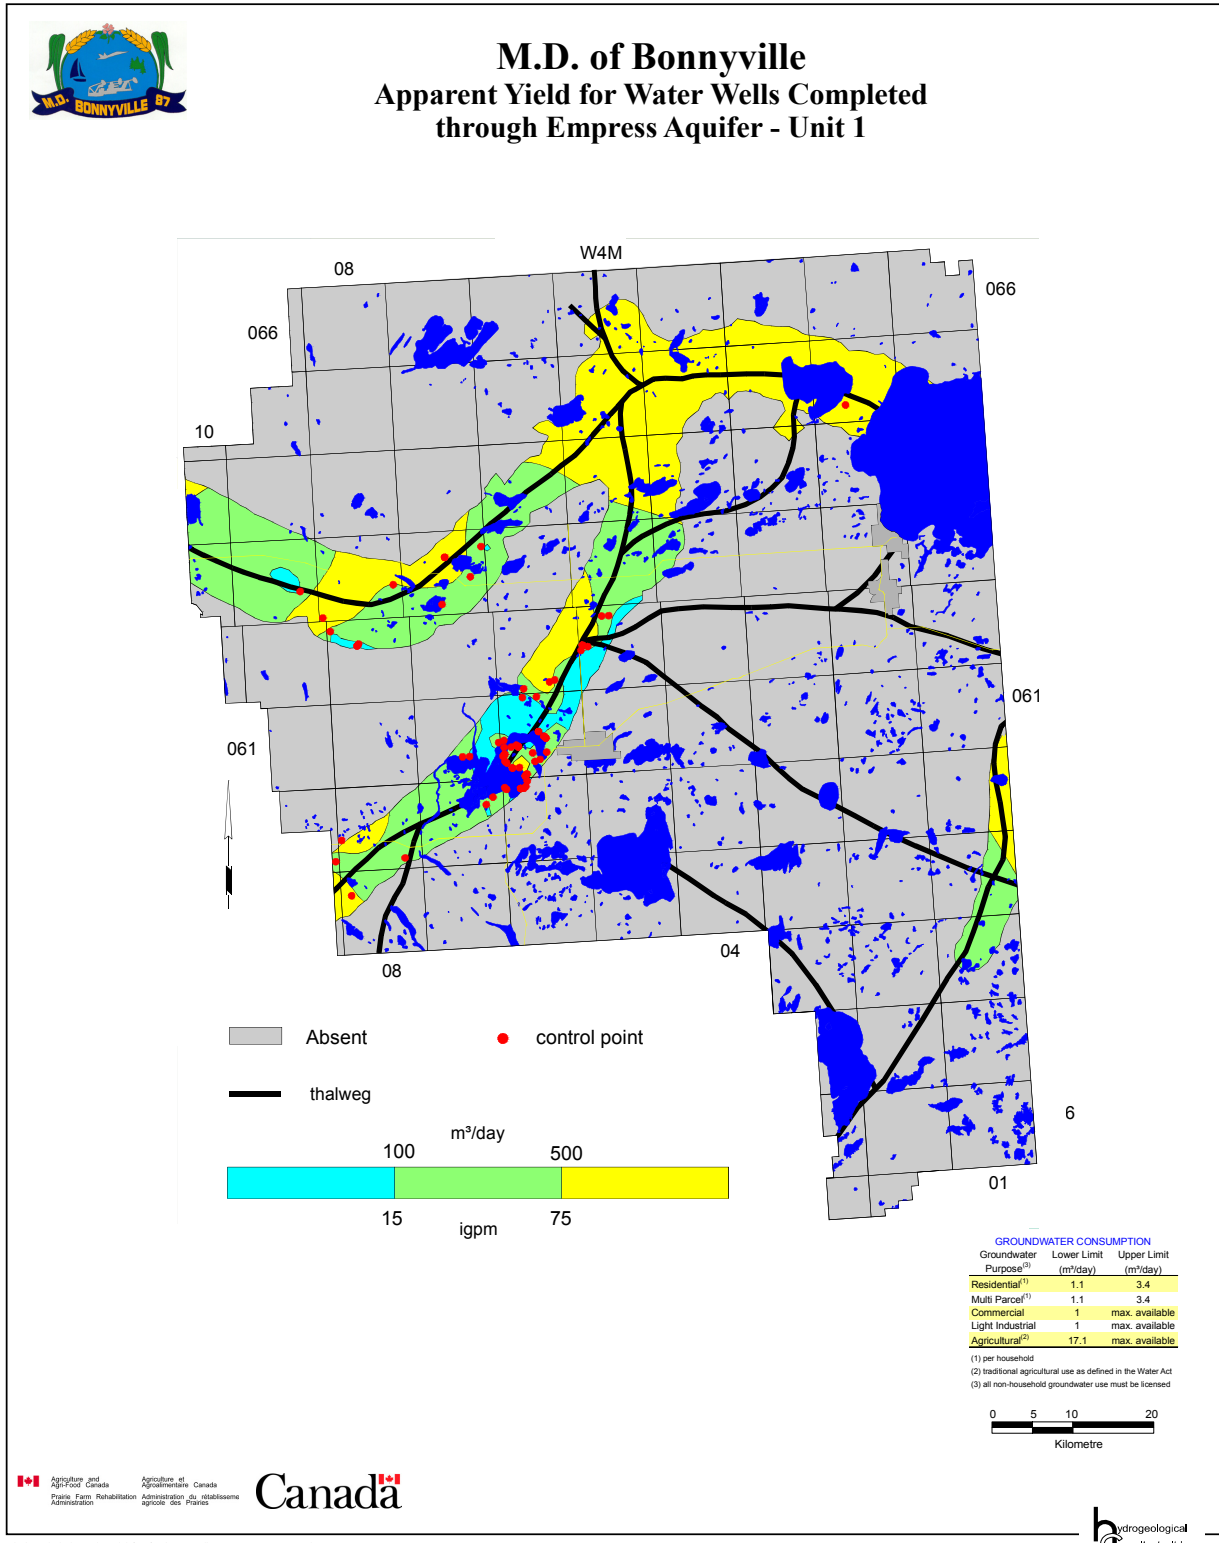 M.D. BONNYVILLE 87
M.D. of Bonnyville
Apparent Yield for Water Wells Completed
through Empress Aquifer - Unit 1
W4M
08
066
066
10
061
061
04
08
Absent
control point
thalweg
6
m³/day
100
500
15
75
igpm
01
GROUNDWATER CONSUMPTION
Groundwater Lower Limit Upper Limit
Purpose(3) (m³/day) (m³/day)
Residential(1) 1.1 3.4
Multi Parcel(1) 1.1 3.4
Commercial 1 max. available
Light Industrial 1 max. available
Agricultural(2) 17.1 max. available
(1) per household
(2) traditional agricultural use as defined in the Water Act
(3) all non-household groundwater use must be licensed
0 5 10 20
Kilometre
Agriculture and Agriculture et
Agri-Food Canada Agroalimentaire Canada
Prairie Farm Rehabilitation Administration du rétablisseme
Administration agricole des Prairies
Canada
hydrogeological